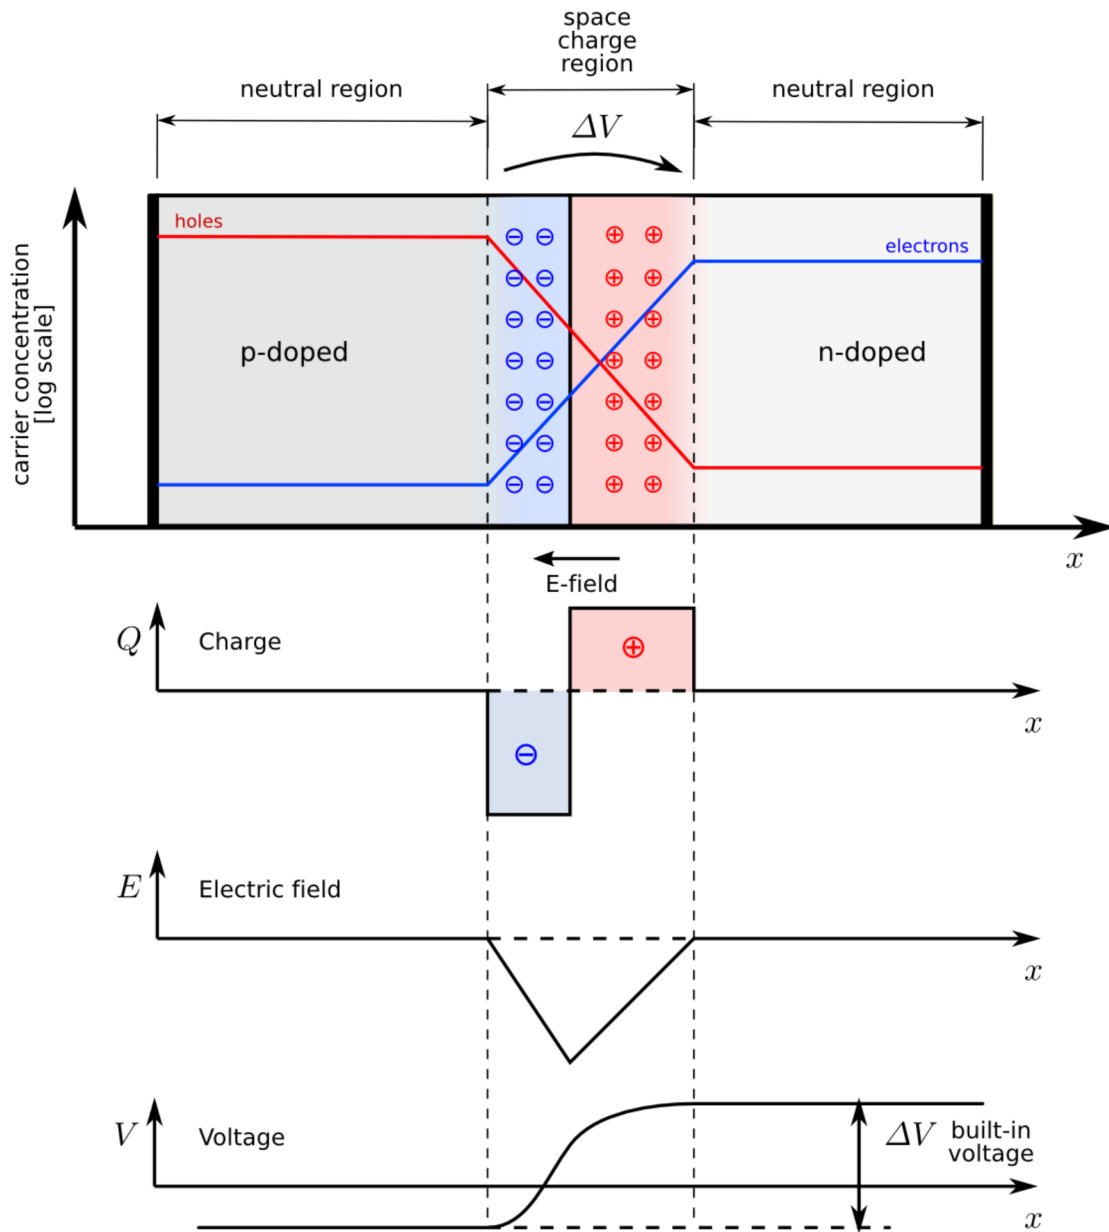 space
charge
region
neutral region
neutral region
ΔV
holes
electrons
carrier concentration
[log scale]
p-doped
n-doped
x
E-field
Q
Charge
x
E
Electric field
x
V
Voltage
ΔV
built-in
voltage
x